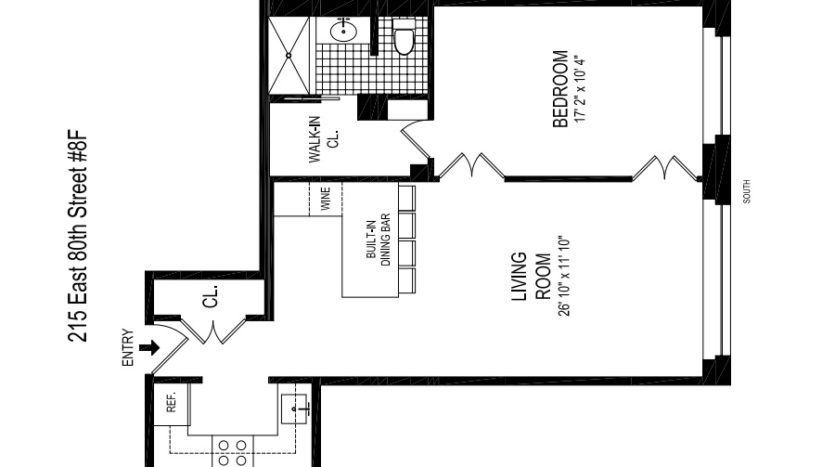 215 East 80th Street #8F
ENTRY
CL.
REF.
WALK-IN
CL.
WINE
BUILT-IN
DINING BAR
LIVING
ROOM
26' 10" x 11' 10"
BEDROOM
17' 2" x 10' 4"
SOUTH